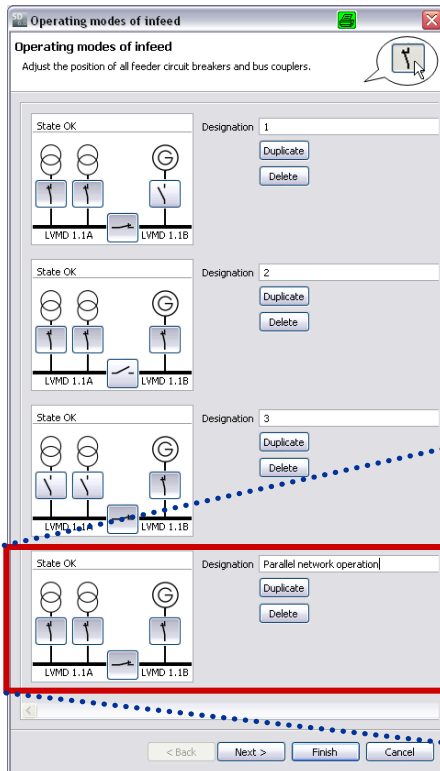 Operating modes of infeed
Operating modes of infeed
Adjust the position of all feeder circuit breakers and bus couplers.
State OK
Designation 1
Duplicate
Delete
G
LVMD 1.1A LVMD 1.1B
State OK
Designation 2
Duplicate
Delete
G
LVMD 1.1A LVMD 1.1B
State OK
Designation 3
Duplicate
Delete
G
LVMD 1.1A LVMD 1.1B
State OK
Designation Parallel network operation
Duplicate
Delete
G
LVMD 1.1A LVMD 1.1B
< Back Next > Finish Cancel